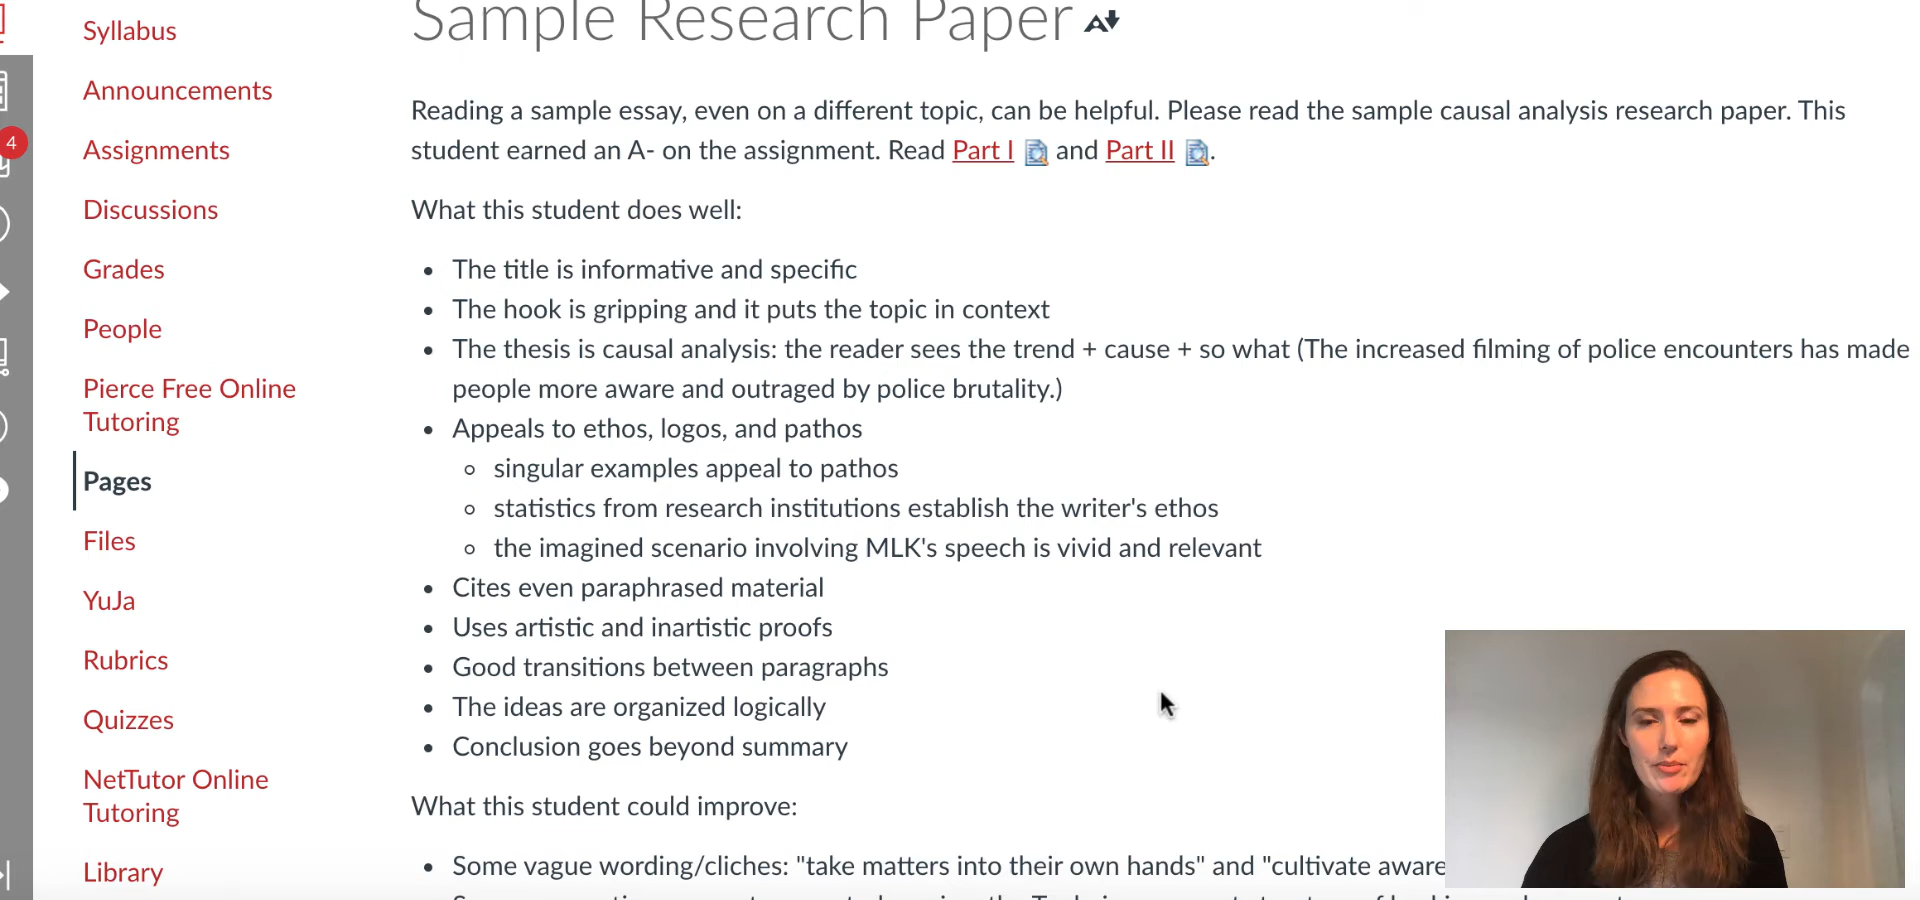 Sample Research Paper
Syllabus
Announcements
Assignments
4
Discussions
Grades
People
Pierce Free Online
Tutoring
Pages
Files
YuJa
Rubrics
Quizzes
NetTutor Online
Tutoring
Library
Reading a sample essay, even on a different topic, can be helpful. Please read the sample causal analysis research paper. This
student earned an A- on the assignment. Read Part I and Part II.
What this student does well:
• The title is informative and specific
• The hook is gripping and it puts the topic in context
• The thesis is causal analysis: the reader sees the trend + cause + so what (The increased filming of police encounters has made
people more aware and outraged by police brutality.)
• Appeals to ethos, logos, and pathos
◦ singular examples appeal to pathos
◦ statistics from research institutions establish the writer's ethos
◦ the imagined scenario involving MLK's speech is vivid and relevant
• Cites even paraphrased material
• Uses artistic and inartistic proofs
• Good transitions between paragraphs
• The ideas are organized logically
• Conclusion goes beyond summary
What this student could improve:
• Some vague wording/cliches: "take matters into their own hands" and "cultivate aware